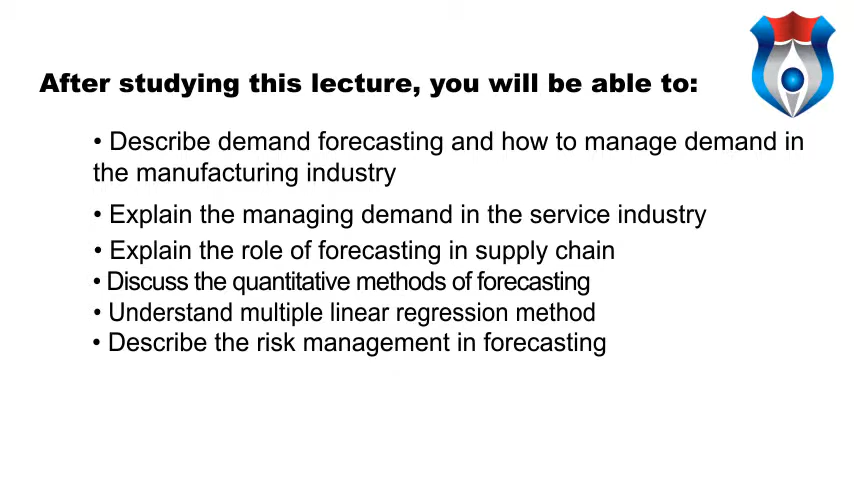 After studying this lecture, you will be able to:
• Describe demand forecasting and how to manage demand in
the manufacturing industry
• Explain the managing demand in the service industry
• Explain the role of forecasting in supply chain
• Discuss the quantitative methods of forecasting
• Understand multiple linear regression method
• Describe the risk management in forecasting